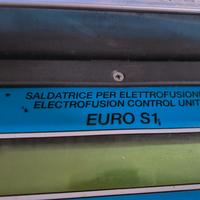 SALDATRICE PER ELETTROFUSIONE
ELECTROFUSION CONTROL UNIT
EURO S1